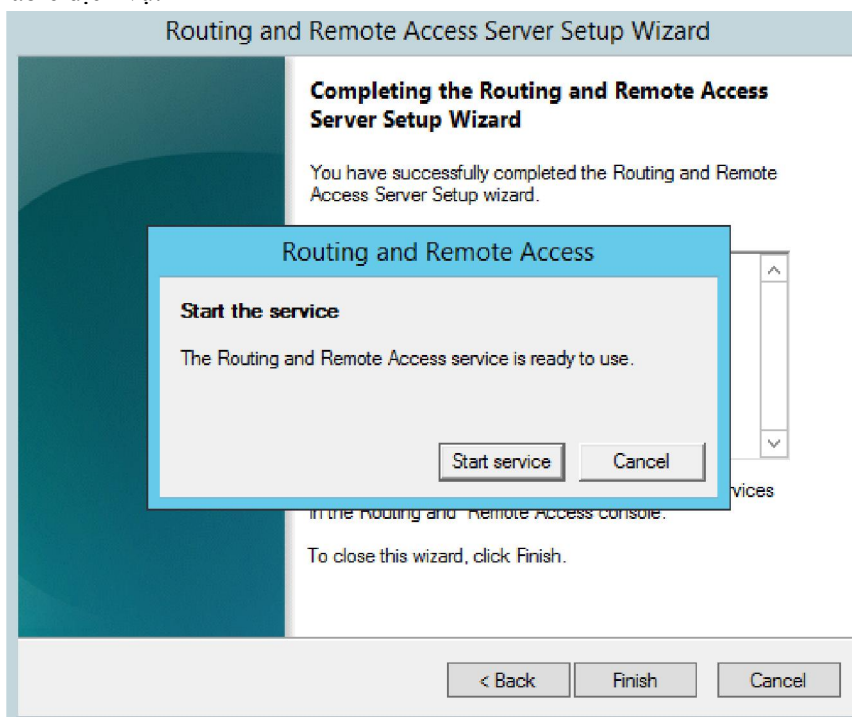 Routing and Remote Access Server Setup Wizard
Completing the Routing and Remote Access
Server Setup Wizard
You have successfully completed the Routing and Remote
Access Server Setup wizard.
Routing and Remote Access
Start the service
The Routing and Remote Access service is ready to use.
Start service
Cancel
in the Routing and Remote Access console.
To close this wizard, click Finish.
< Back
Finish
Cancel